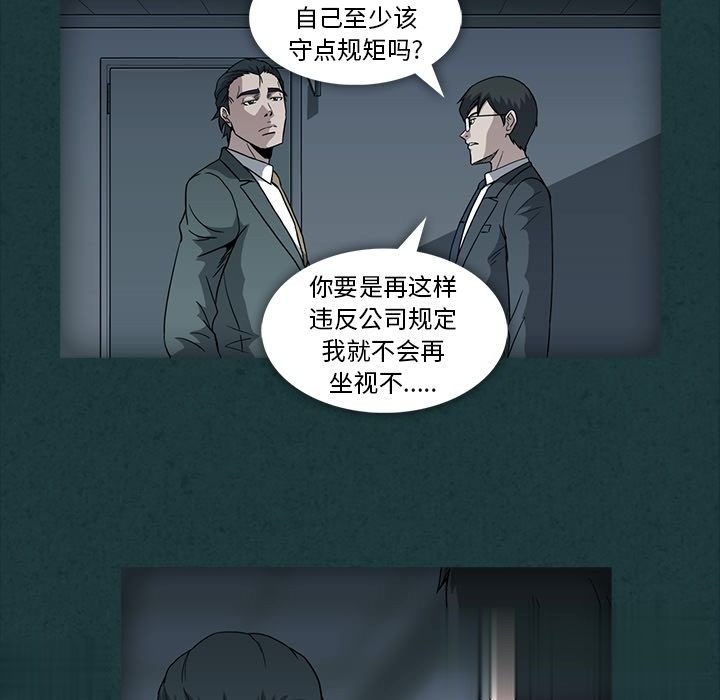 自己至少该
守点规矩吗?
你要是再这样
违反公司规定
我就不会再
坐视不.....